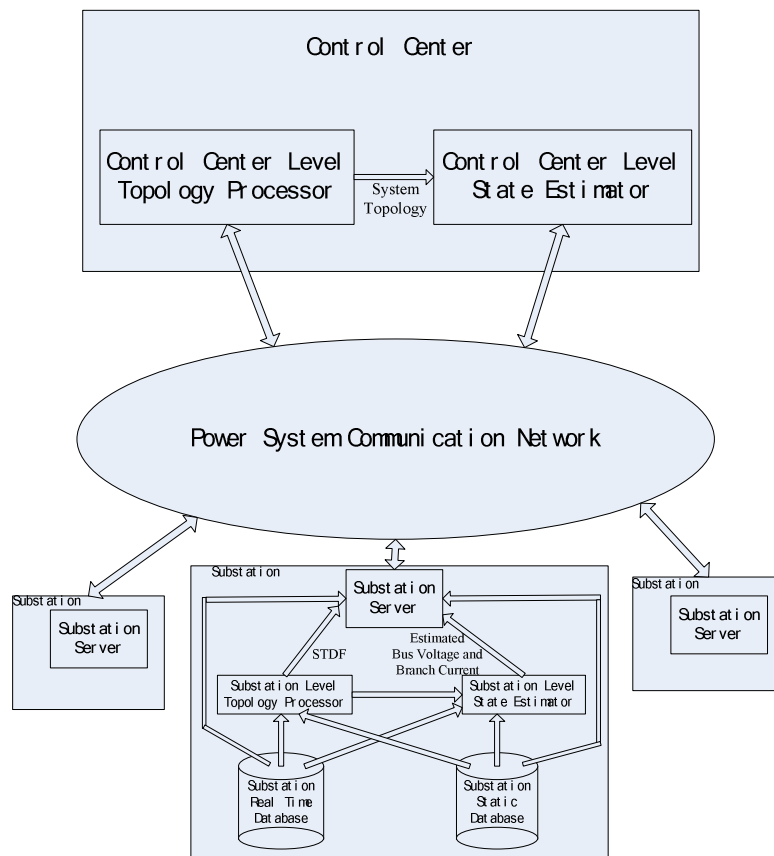 Control Center
Control Center Level
Topology Processor
System
Topology
Control Center Level
State Estimator
Power System Communication Network
Substation
Substation
Server
Substation
Substation
Server
STDF
Estimated
Bus Voltage and
Branch Current
Substation Level
Topology Processor
Substation Level
State Estimator
Substation
Real Time
Database
Substation
Static
Database
Substation
Substation
Server